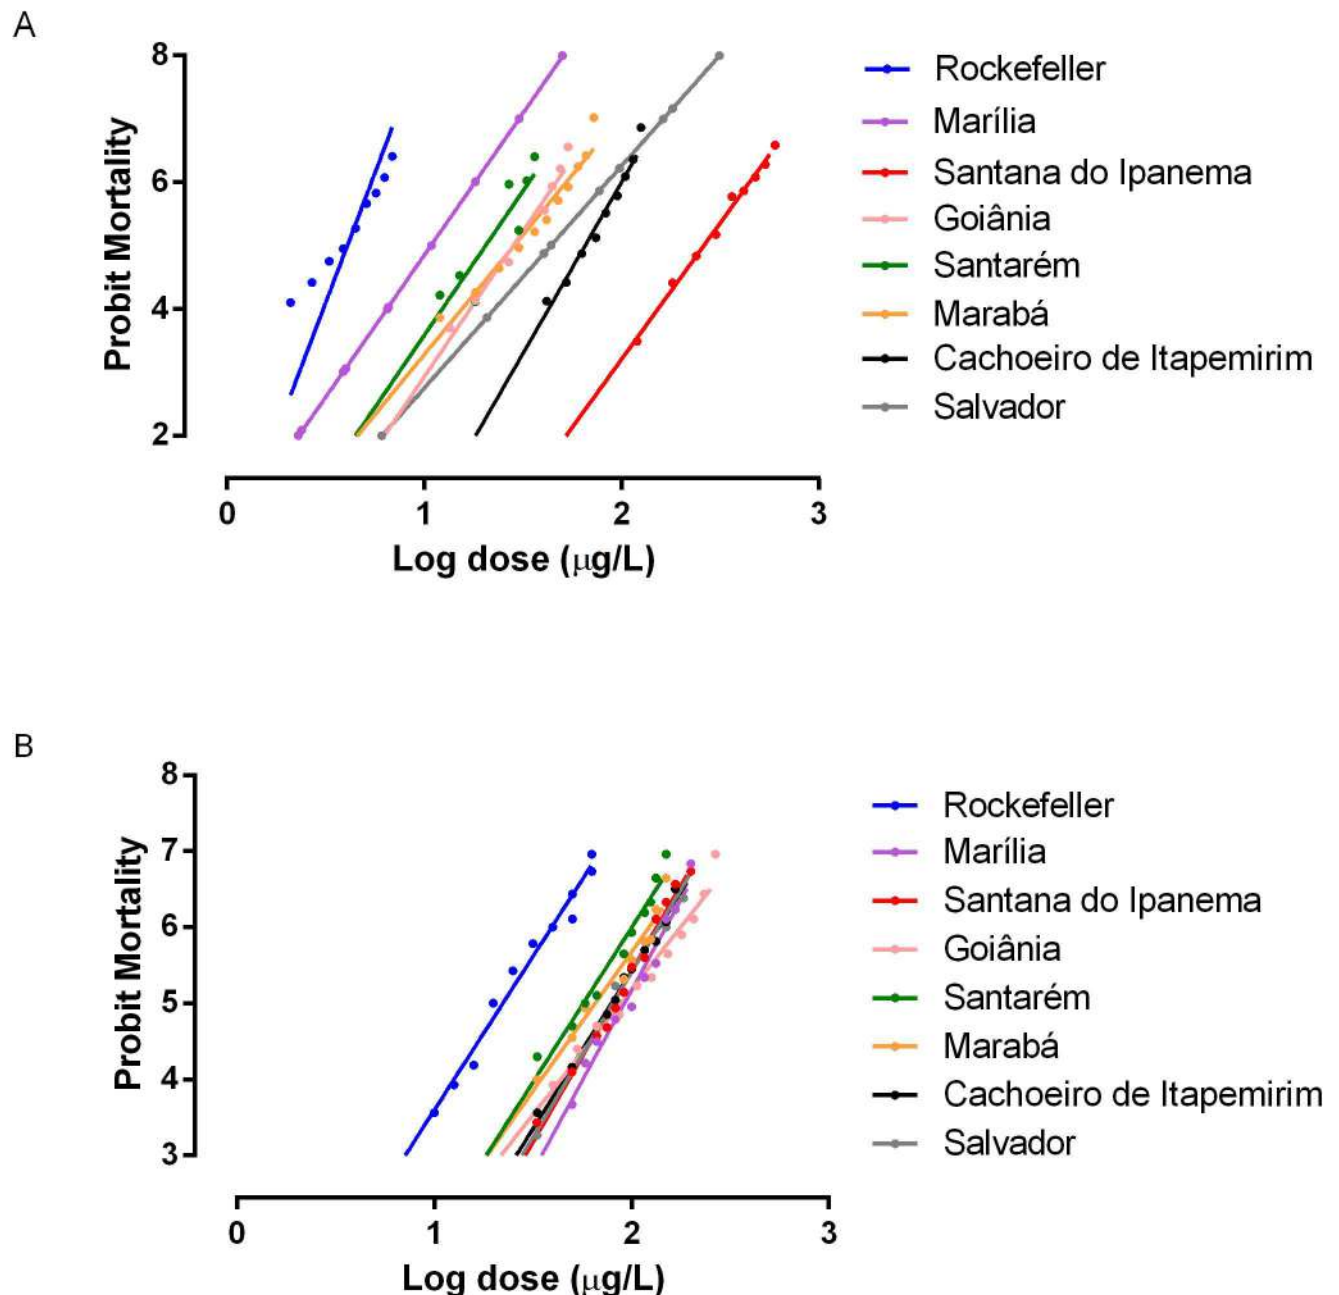 A
8
6
4
2
Probit Mortality
0 1 2 3
Log dose (μg/L)
Rockefeller
Marília
Santana do Ipanema
Goiânia
Santarém
Marabá
Cachoeiro de Itapemirim
Salvador
B
8
7
6
5
4
3
Probit Mortality
0 1 2 3
Log dose (μg/L)
Rockefeller
Marília
Santana do Ipanema
Goiânia
Santarém
Marabá
Cachoeiro de Itapemirim
Salvador